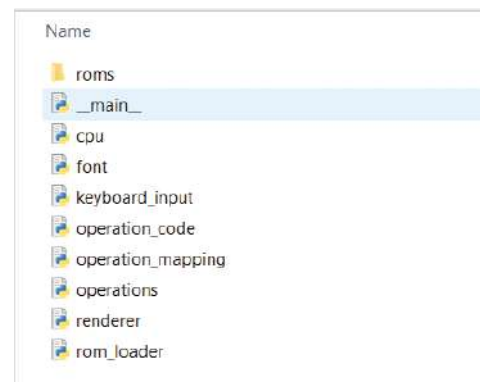 Name
roms
__main__
cpu
font
keyboard_input
operation_code
operation_mapping
operations
renderer
rom_loader